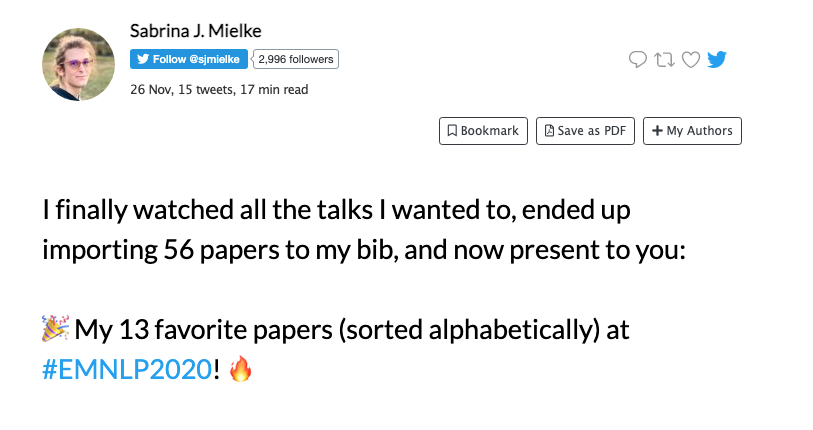 Sabrina J. Mielke
Follow @sjmielke 2,996 followers
26 Nov, 15 tweets, 17 min read
Bookmark Save as PDF My Authors
I finally watched all the talks I wanted to, ended up
importing 56 papers to my bib, and now present to you:
🎉 My 13 favorite papers (sorted alphabetically) at
#EMNLP2020! 🔥